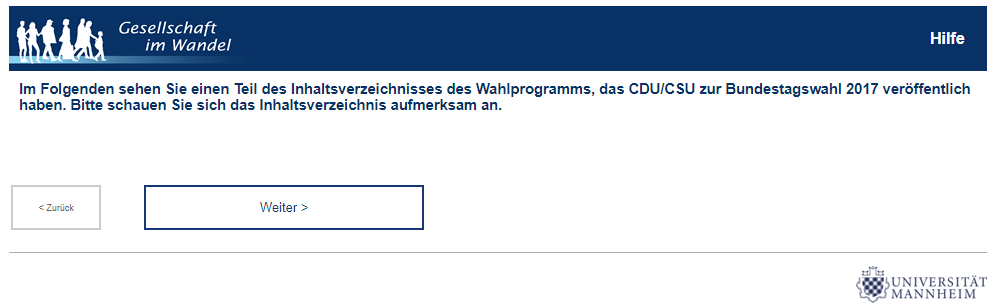 Gesellschaft
im Wandel
Hilfe
Im Folgenden sehen Sie einen Teil des Inhaltsverzeichnisses des Wahlprogramms, das CDU/CSU zur Bundestagswahl 2017 veröffentlich
haben. Bitte schauen Sie sich das Inhaltsverzeichnis aufmerksam an.
< Zurück
Weiter >
UNIVERSITÄT
MANNHEIM